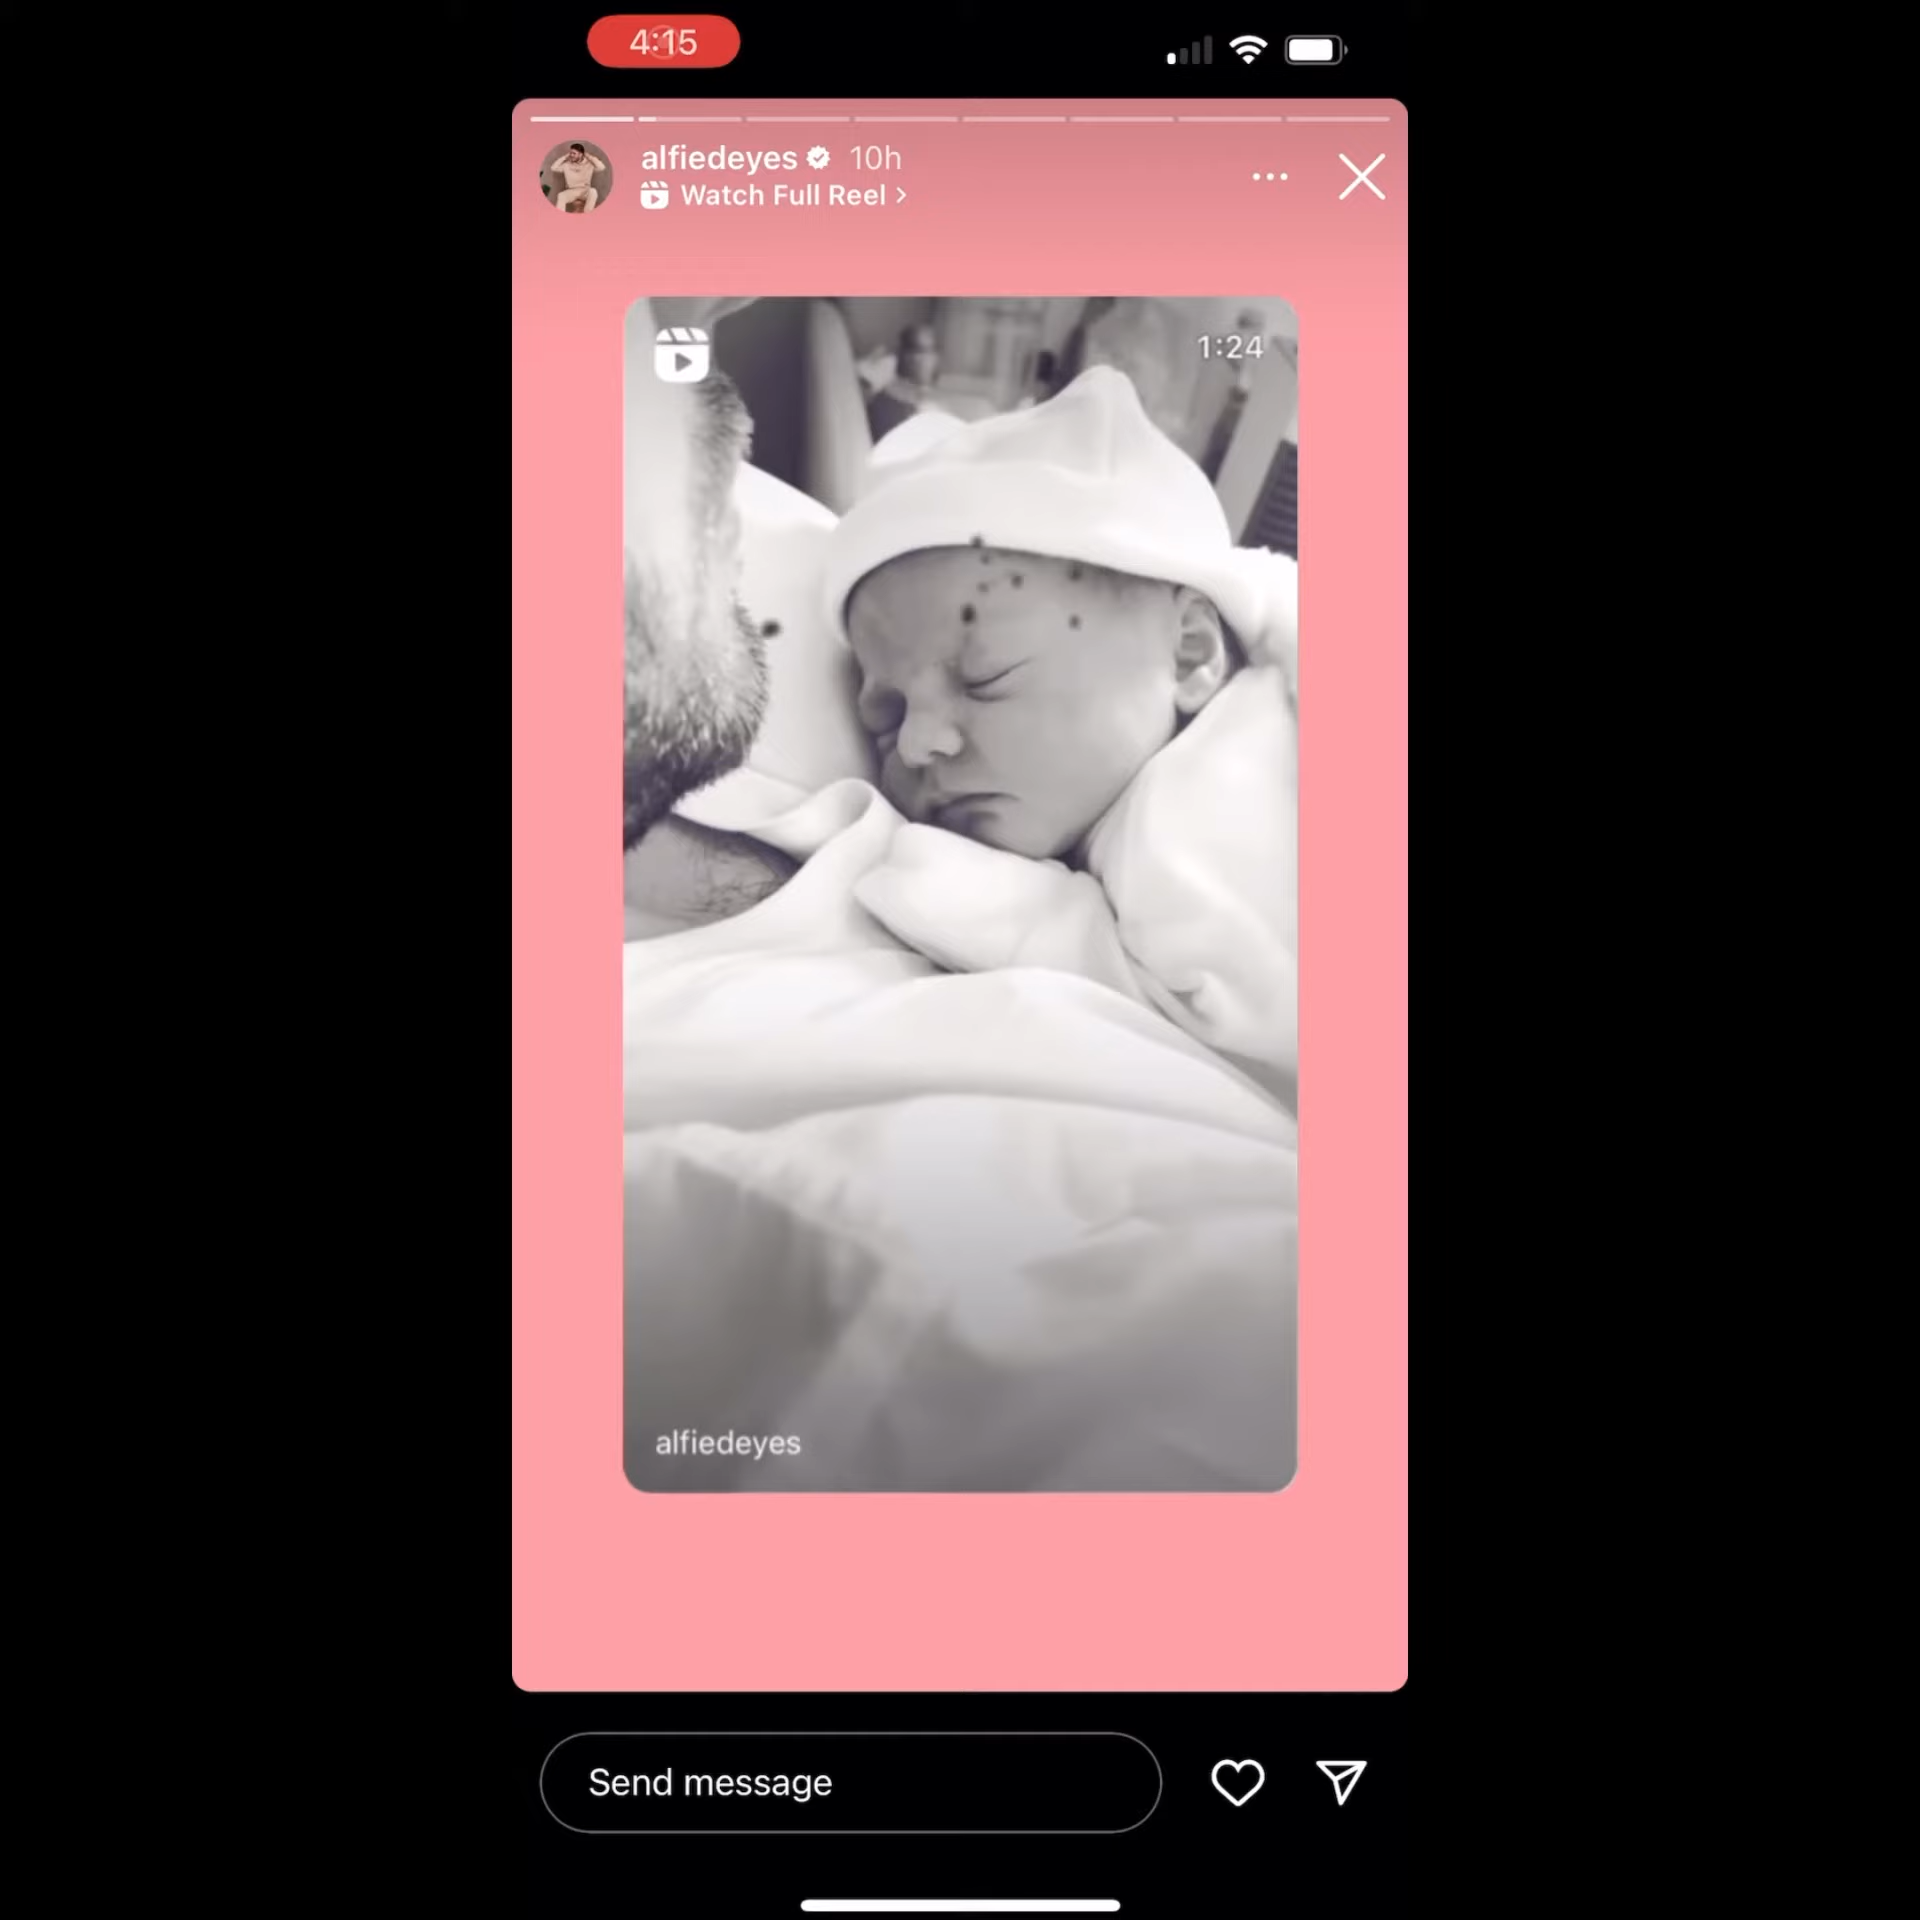 4:15
alfiedeyes 10h
Watch Full Reel
1:24
alfiedeyes
Send message